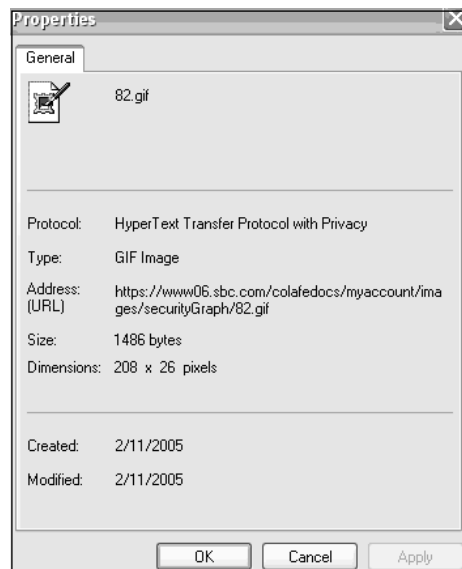 Properties
General
82.gif
Protocol: HyperText Transfer Protocol with Privacy
Type: GIF Image
Address: https://www06.sbc.com/colafedocs/myaccount/ima
(URL) ges/securityGraph/82.gif
Size: 1486 bytes
Dimensions: 208 x 26 pixels
Created: 2/11/2005
Modified: 2/11/2005
OK Cancel Apply